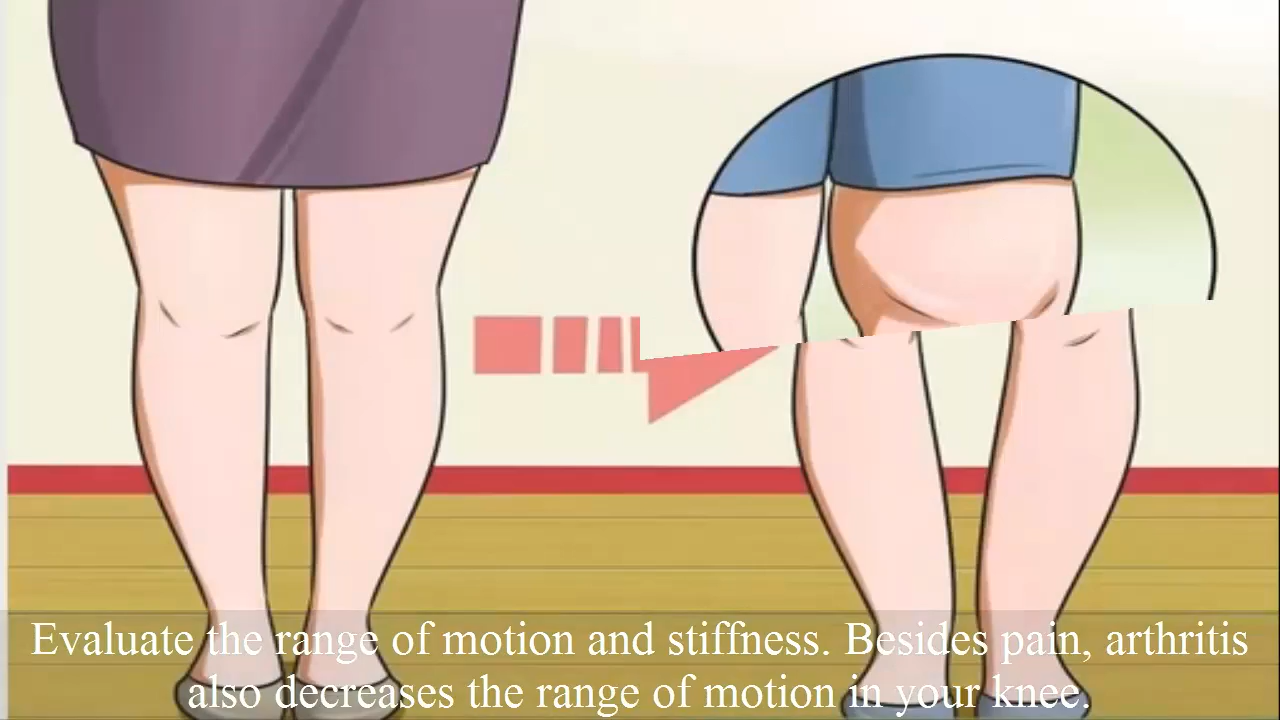 Evaluate the range of motion and stiffness. Besides pain, arthritis
also decreases the range of motion in your knee.